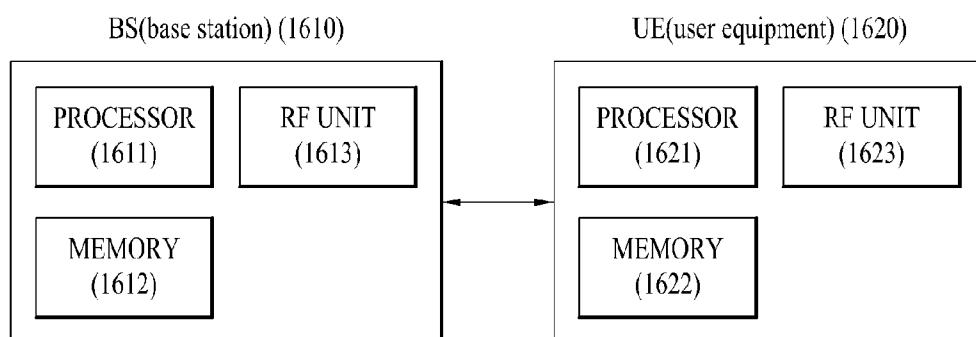 BS(base station) (1610)
PROCESSOR
(1611)
RF UNIT
(1613)
MEMORY
(1612)
UE(user equipment) (1620)
PROCESSOR
(1621)
RF UNIT
(1623)
MEMORY
(1622)